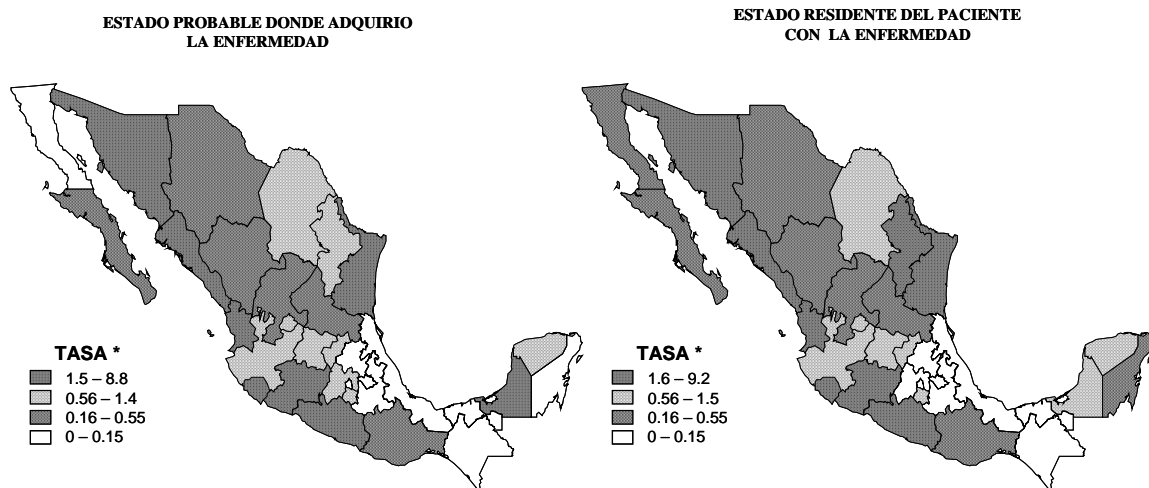 ESTADO PROBABLE DONDE ADQUIRIO
LA ENFERMEDAD
TASA *
1.5 – 8.8
0.56 – 1.4
0.16 – 0.55
0 – 0.15
ESTADO RESIDENTE DEL PACIENTE
CON LA ENFERMEDAD
TASA *
1.6 – 9.2
0.56 – 1.5
0.16 – 0.55
0 – 0.15